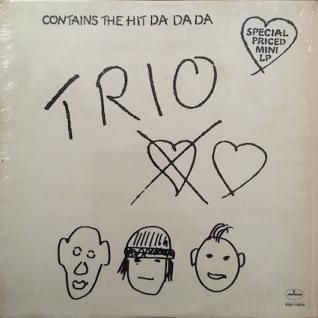 CONTAINS THE HIT DA DA DA
SPECIAL
PRICED
MINI
LP
TRIO